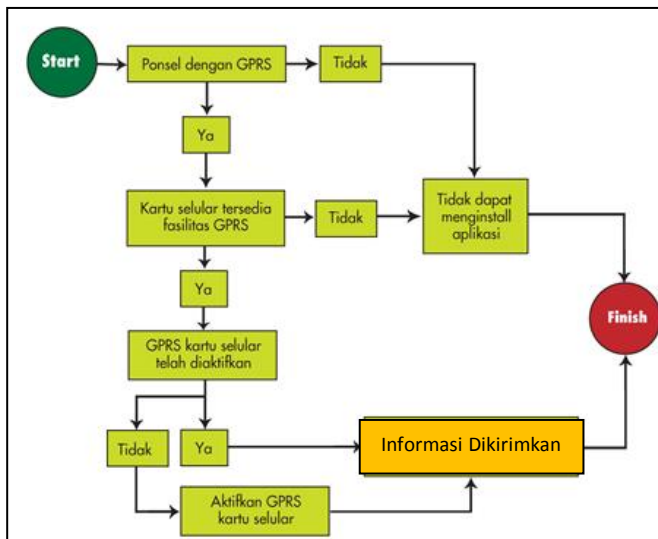 Start
Ponsel dengan GPRS
Tidak
Ya
Kartu selular tersedia
fasilitas GPRS
Tidak
Tidak dapat
menginstall
aplikasi
Ya
Finish
GPRS kartu selular
telah diaktifkan
Tidak
Ya
Informasi Dikirimkan
Aktifkan GPRS
kartu selular